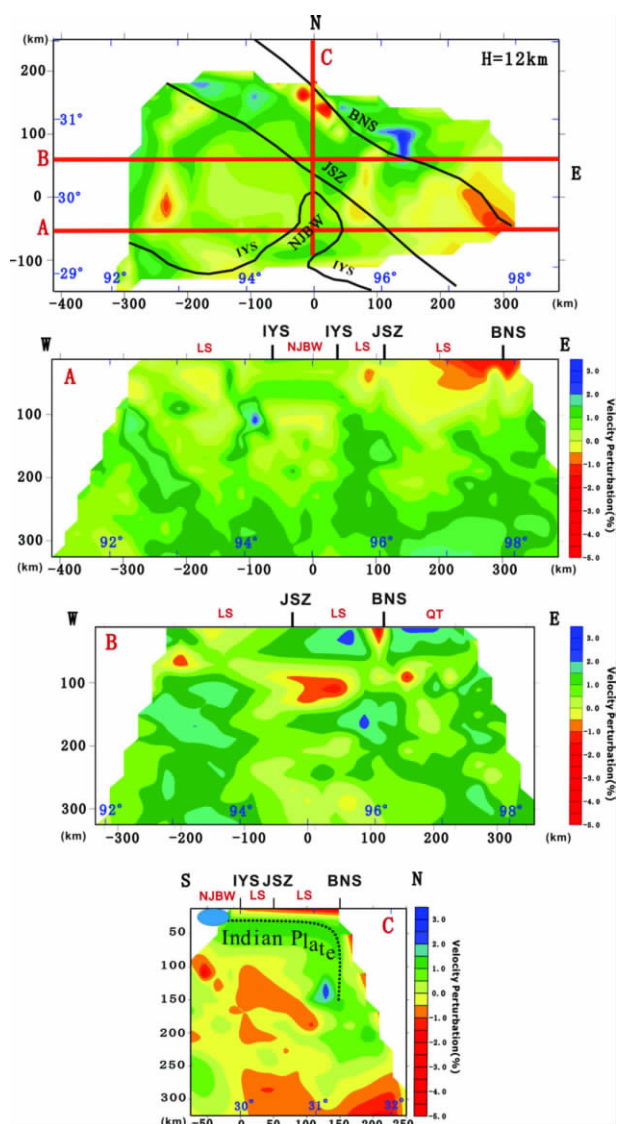 N
(km)
200
100
0
-100
31°
30°
29°
C
H=12km
BNS
B
JSZ
E
A
IYS
NJBW
IYS
92°
94°
96°
98°
-400
-300
-200
-100
0
100
200
300
(km)
IYS
IYS
JSZ
BNS
W
LS
NJBW
LS
LS
E
A
100
200
300
92°
94°
96°
98°
-400
-300
-200
-100
0
100
200
300
(km)
3.0
2.0
1.0
0.0
-1.0
-2.0
-3.0
-4.0
-5.0
Velocity Perturbation(%)
JSZ
BNS
W
LS
LS
QT
E
B
100
200
300
92°
94°
96°
98°
(km)
-300
-200
-100
0
100
200
300
(km)
3.0
2.0
1.0
0.0
-1.0
-2.0
-3.0
-4.0
-5.0
Velocity Perturbation(%)
IYS
JSZ
BNS
S
NJBW
LS
LS
N
C
Indian Plate
50
100
150
200
250
300
30°
31°
32°
km
-50
0
50
100
150
200
250
(km)
3.0
2.0
1.0
0.0
-1.0
-2.0
-3.0
-4.0
-5.0
Velocity Perturbation(%)